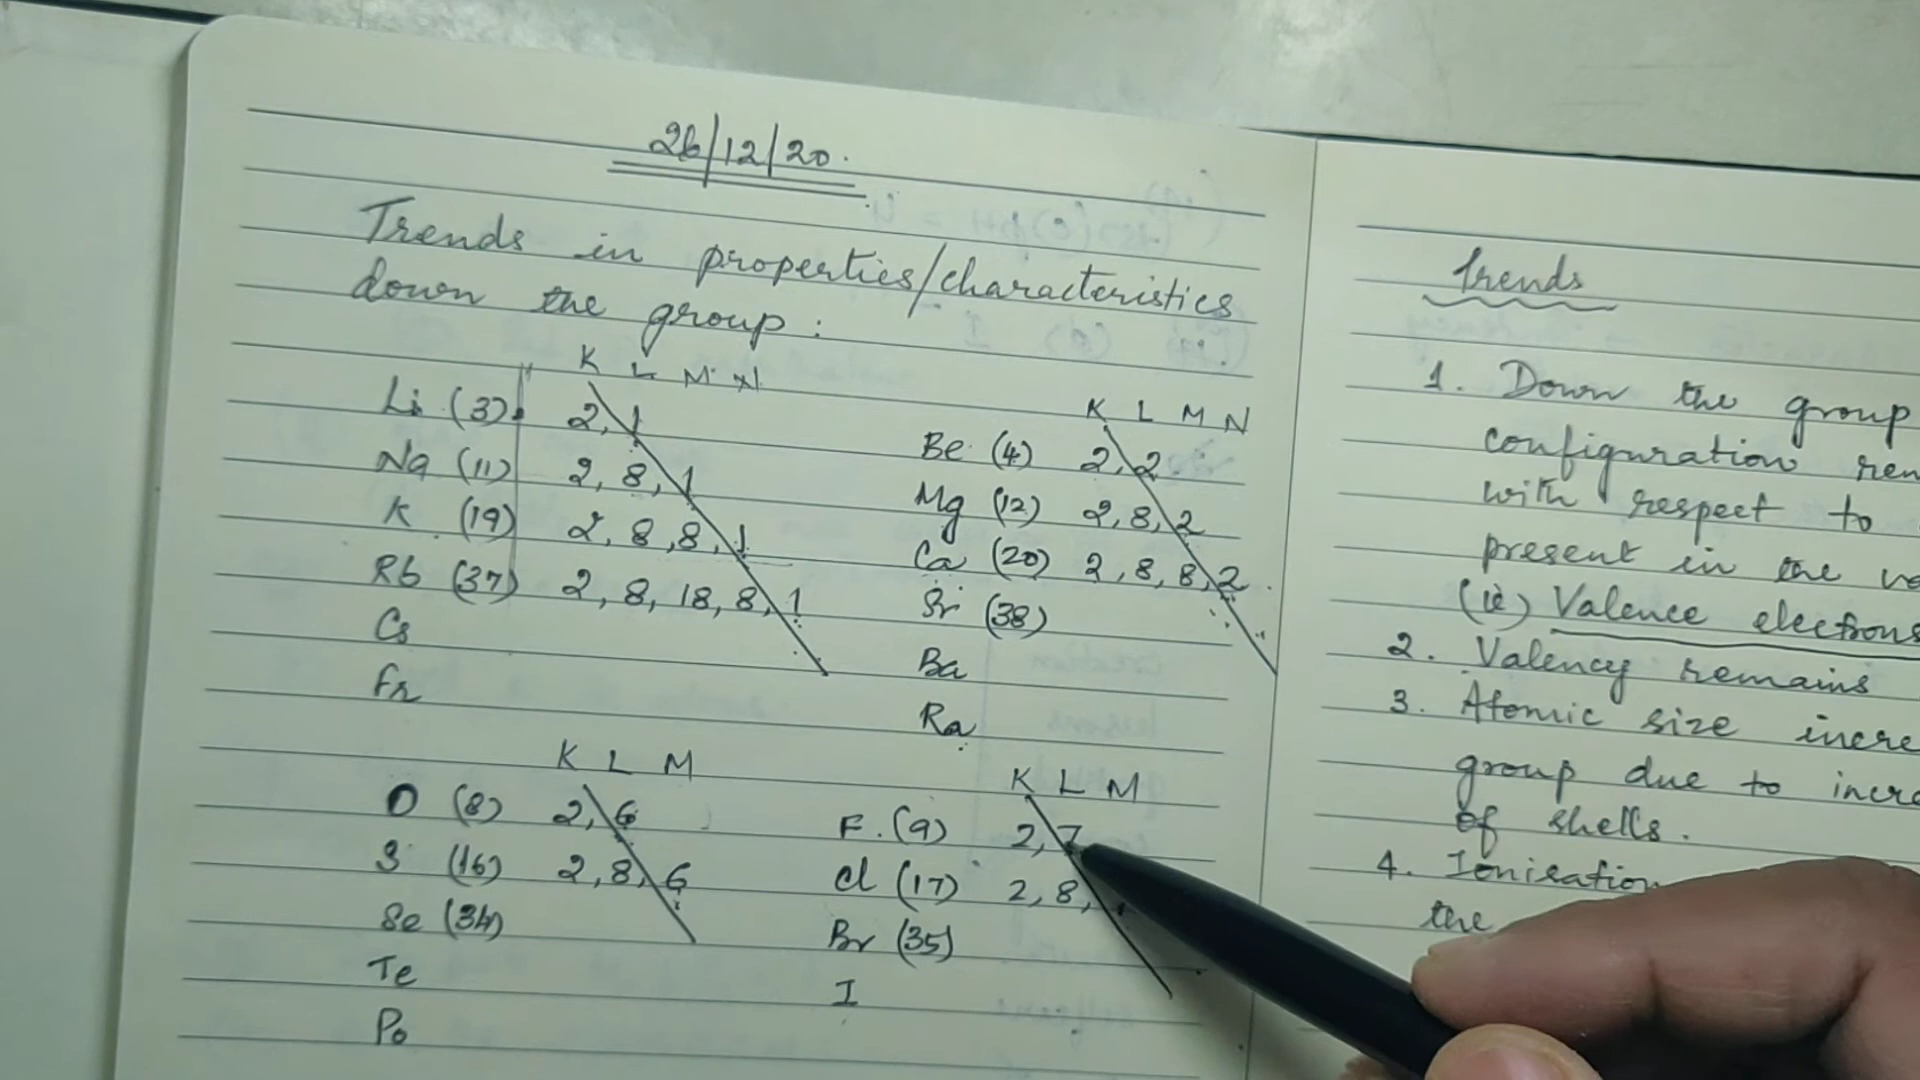 26/12/20.
Trends in properties/characteristics
down the group:
K L M N
Li (3) 2, 1
Na (11) 2, 8, 1
K (19) 2, 8, 8, 1
Rb (37) 2, 8, 18, 8, 1
Cs
Fr
K L M N
Be (4) 2, 2
Mg (12) 2, 8, 2
Ca (20) 2, 8, 8, 2
Sr (38)
Ba
Ra
K L M
O (8) 2, 6
S (16) 2, 8, 6
Se (34)
Te
Po
K L M
F. (9) 2, 7
Cl (17) 2, 8,
Br (35)
I
Trends
1. Down the group
configuration
with respect to
present in the
(ie) Valence electrons
2. Valency remains
3. Atomic size
group due to
of shells.
4. Ionisation
the